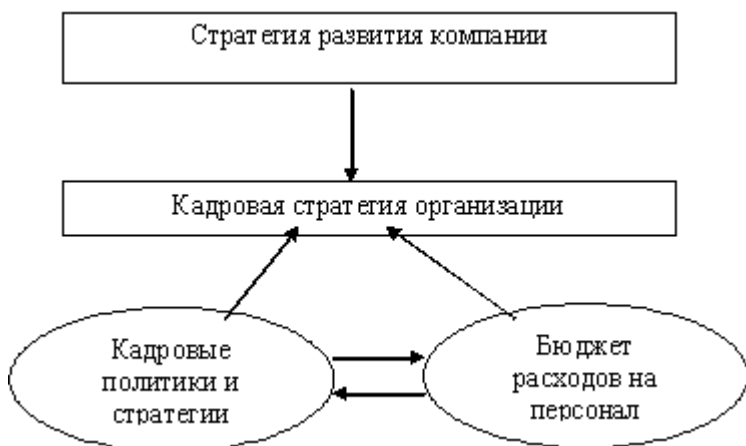 Стратегия развития компании
Кадровая стратегия организации
Кадровые
политики и
стратегии
Бюджет
расходов на
персонал